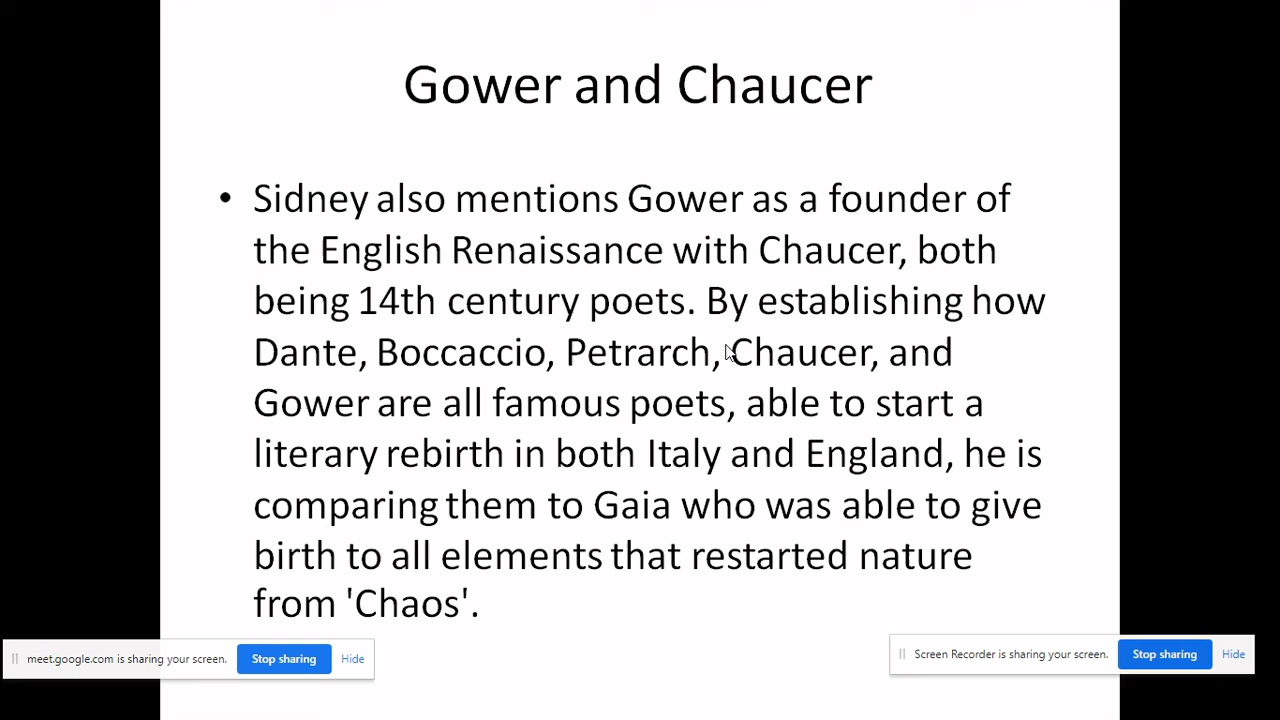 Gower and Chaucer
• Sidney also mentions Gower as a founder of
the English Renaissance with Chaucer, both
being 14th century poets. By establishing how
Dante, Boccaccio, Petrarch, Chaucer, and
Gower are all famous poets, able to start a
literary rebirth in both Italy and England, he is
comparing them to Gaia who was able to give
birth to all elements that restarted nature
from 'Chaos'.
meet.google.com is sharing your screen. Stop sharing Hide
Screen Recorder is sharing your screen. Stop sharing Hide